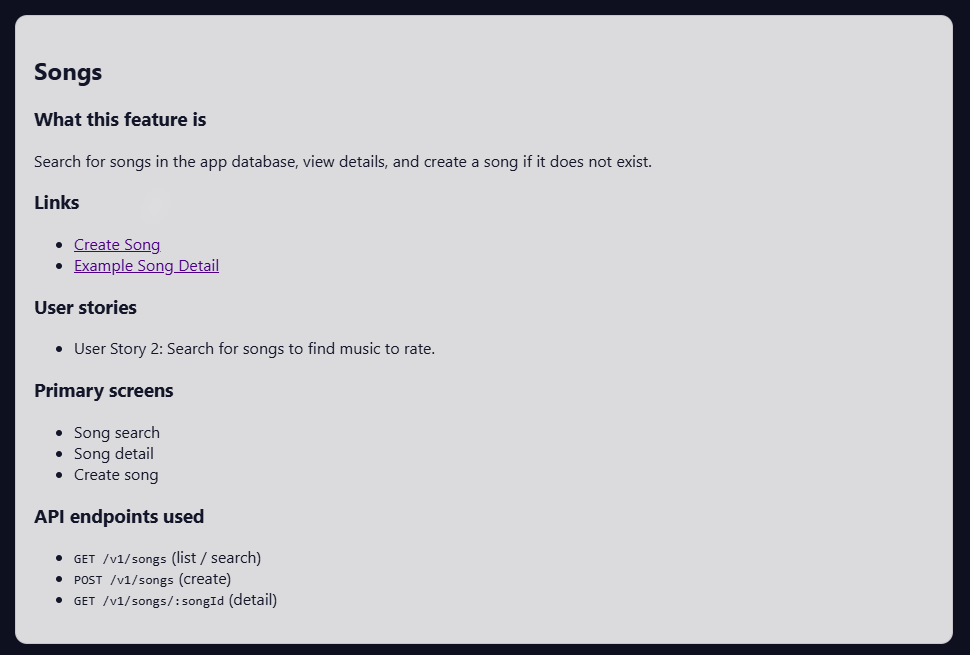 Songs
What this feature is
Search for songs in the app database, view details, and create a song if it does not exist.
Links
Create Song
Example Song Detail
User stories
User Story 2: Search for songs to find music to rate.
Primary screens
Song search
Song detail
Create song
API endpoints used
GET /v1/songs (list / search)
POST /v1/songs (create)
GET /v1/songs/:songId (detail)